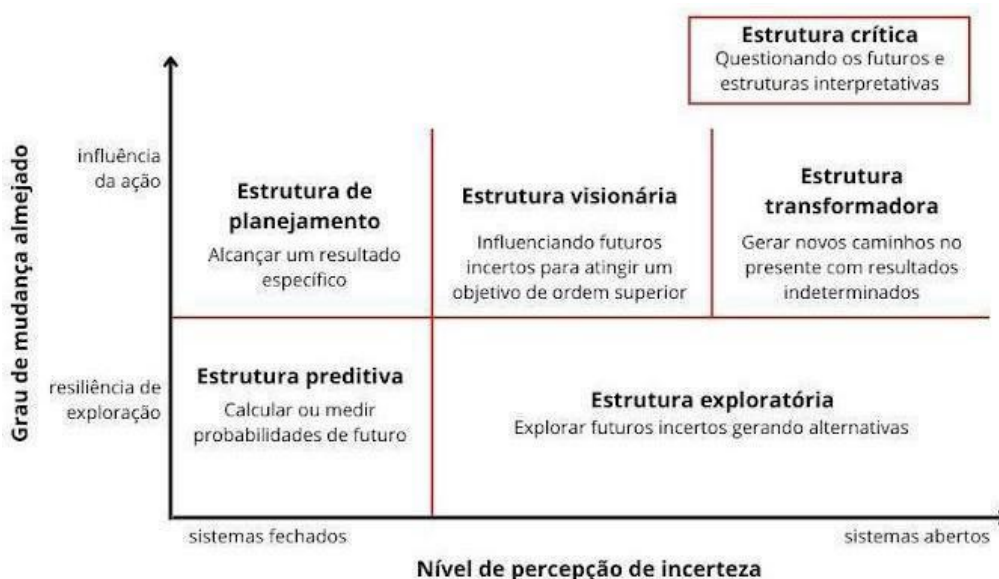 Estrutura crítica
Questionando os futuros e
estruturas interpretativas
Grau de mudança almejado
influência
da ação
Estrutura de
planejamento
Alcançar um resultado
específico
Estrutura visionária
Influenciando futuros
incertos para atingir um
objetivo de ordem superior
Estrutura
transformadora
Gerar novos caminhos no
presente com resultados
indeterminados
resiliência de
exploração
Estrutura preditiva
Calcular ou medir
probabilidades de futuro
Estrutura exploratória
Explorar futuros incertos gerando alternativas
sistemas fechados
sistemas abertos
Nível de percepção de incerteza